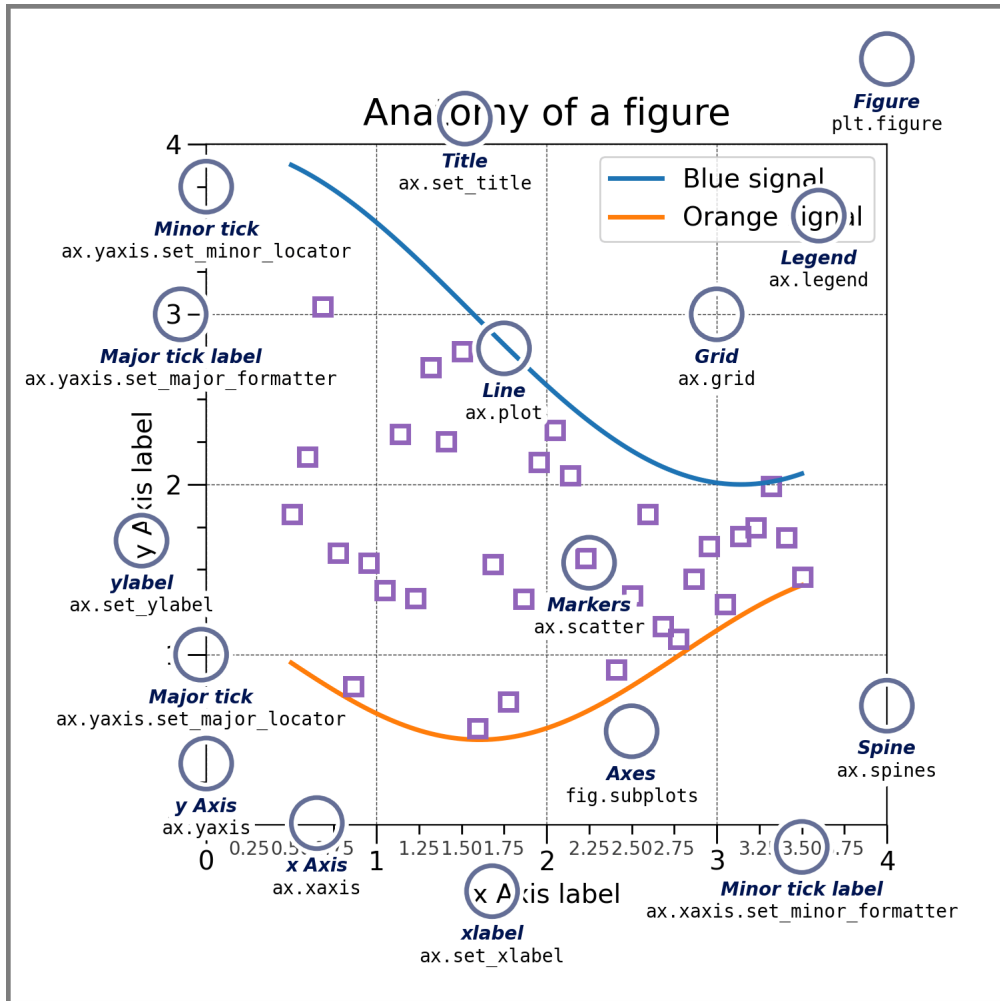 Figure
plt.figure
Anatomy of a figure
Title
ax.set_title
4
Blue signal
Orange signal
Legend
ax.legend
Minor tick
ax.yaxis.set_minor_locator
3
Major tick label
ax.yaxis.set_major_formatter
Grid
ax.grid
Line
ax.plot
2
y Axis label
ylabel
ax.set_ylabel
Markers
ax.scatter
Major tick
ax.yaxis.set_major_locator
Spine
ax.spines
Axes
fig.subplots
y Axis
ax.yaxis
0 0.25 1 1.25 1.50 1.75 2 2.25 2.50 2.75 3 3.50 4
x Axis
ax.xaxis
Minor tick label
ax.xaxis.set_minor_formatter
x Axis label
xlabel
ax.set_xlabel